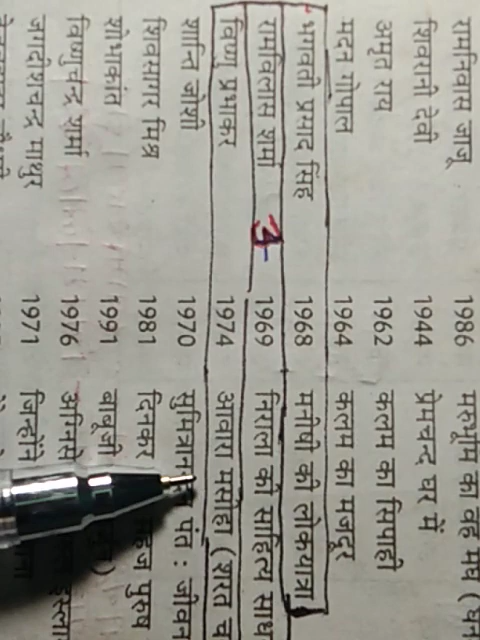 रामनिवास जाजू 1986 मरुभूमि का वह मेघ (घन
शिवरानी देवी 1944 प्रेमचन्द घर में
अमृत राय 1962 कलम का सिपाही
मदन गोपाल 1964 कलम का मजदूर
भगवती प्रसाद सिंह 1968 मनीषी की लोकयात्रा
रामविलास शर्मा 3- 1969 निराला की साहित्य साध
विष्णु प्रभाकर 1974 आवारा मसीहा (शरत च
शान्ति जोशी 1970 पंत : जीवन
शिवसागर मिश्र 1981 दिनकर पुरुष
शोभाकांत 1991 बाबूजी
विष्णुचन्द्र शर्मा 1976 अग्निसे
जगदीशचन्द्र माथुर 1971 जिन्होंने